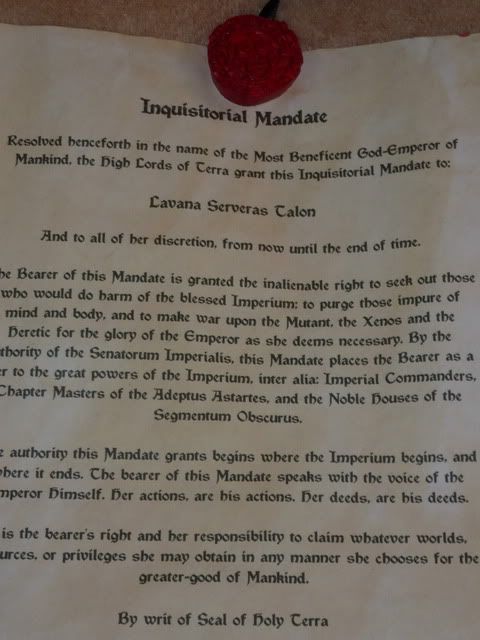 Inquisitorial Mandate
Resolved henceforth in the name of the Most Beneficent God-Emperor of
Mankind, the High Lords of Terra grant this Inquisitorial Mandate to:
Lavana Serveras Talon
And to all of her discretion, from now until the end of time.
he Bearer of this Mandate is granted the inalienable right to seek out those
who would do harm of the blessed Imperium; to purge those impure of
mind and body, and to make war upon the Mutant, the Xenos and the
Heretic for the glory of the Emperor as she deems necessary. By the
thority of the Senatorum Imperialis, this Mandate places the Bearer as a
er to the great powers of the Imperium, inter alia: Imperial Commanders,
Chapter Masters of the Adeptus Astartes, and the Noble Houses of the
Segmentum Obscurus.
e authority this Mandate grants begins where the Imperium begins, and
where it ends. The bearer of this Mandate speaks with the voice of the
mperor Himself. Her actions, are his actions. Her deeds, are his deeds.
is the bearer's right and her responsibility to claim whatever worlds,
urces, or privileges she may obtain in any manner she chooses for the
greater-good of Mankind.
By writ of Seal of Holy Terra